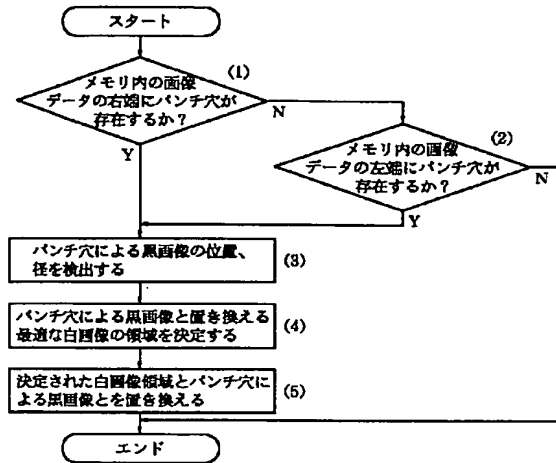 スタート
(1)
メモリ内の画像
データの右端にパンチ穴が
存在するか？
N
Y
(2)
メモリ内の画像
データの左端にパンチ穴が
存在するか？
N
Y
パンチ穴による黒画像の位置、
径を検出する
(3)
パンチ穴による黒画像と置き換える
最適な白画像の領域を決定する
(4)
決定された白画像領域とパンチ穴に
よる黒画像とを置き換える
(5)
エンド